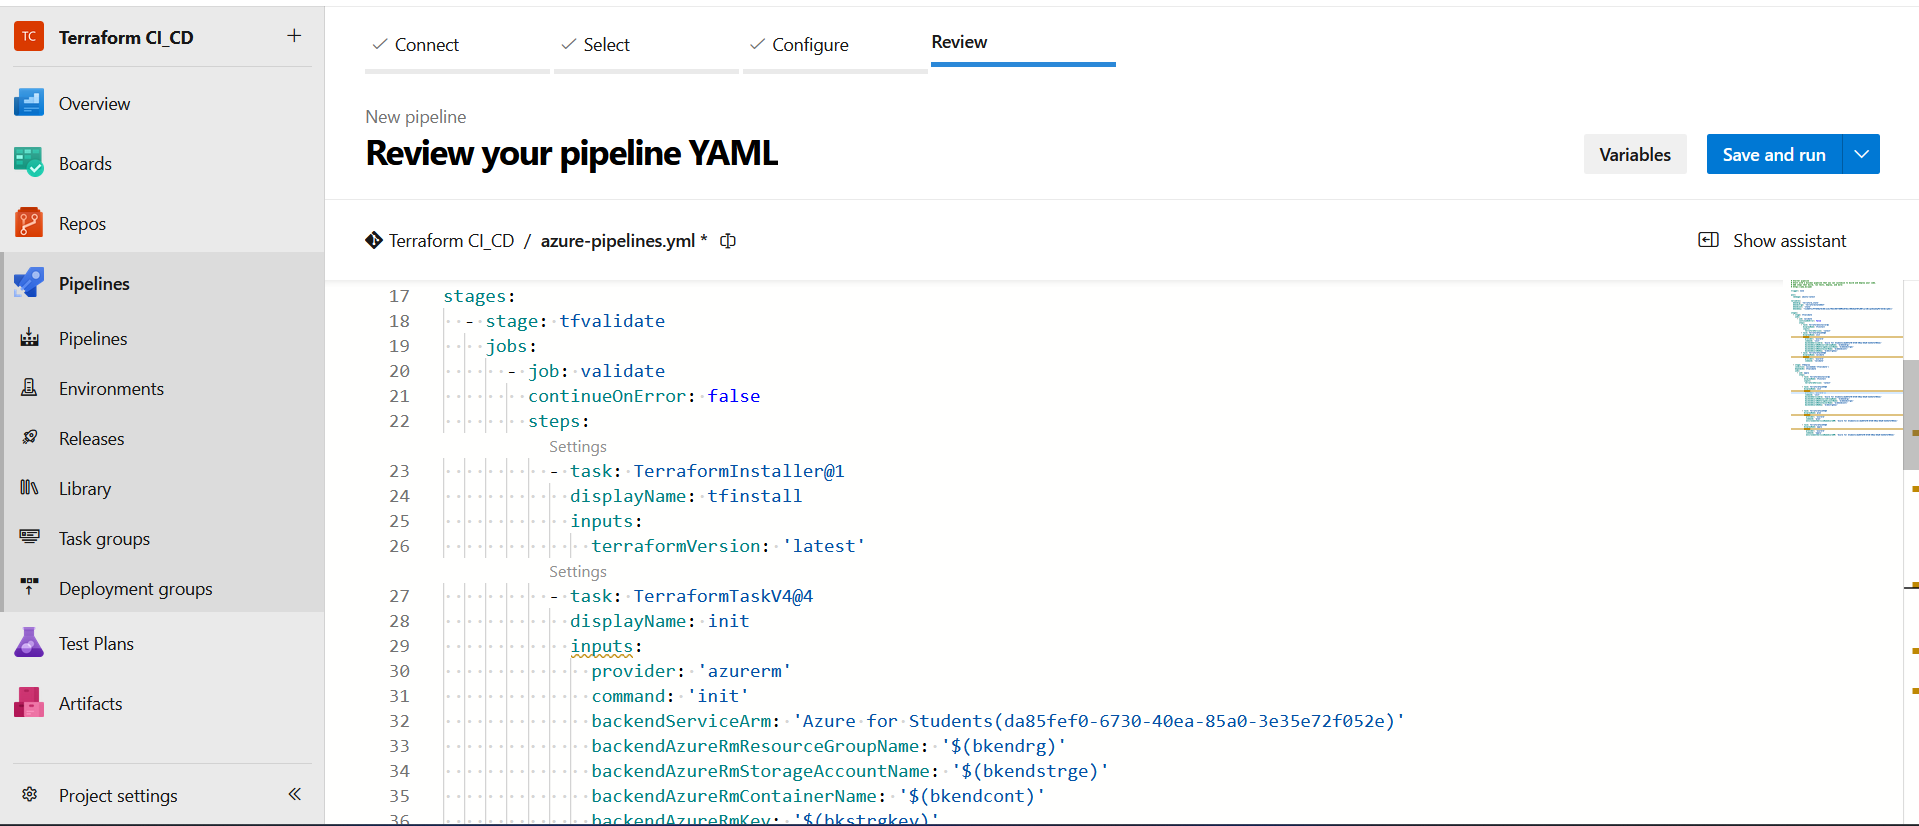 TC Terraform CI_CD +
Overview
Boards
Repos
Pipelines
Pipelines
Environments
Releases
Library
Task groups
Deployment groups
Test Plans
Artifacts
Project settings
Connect
Select
Configure
Review
New pipeline
Review your pipeline YAML
Variables
Save and run
Terraform CI_CD / azure-pipelines.yml *
Show assistant
17 stages:
18 - stage: tfvalidate
19 jobs:
20 - job: validate
21 continueOnError: false
22 steps:
Settings
23 - task: TerraformInstaller@1
24 displayName: tfinstall
25 inputs:
26 terraformVersion: 'latest'
Settings
27 - task: TerraformTaskV4@4
28 displayName: init
29 inputs:
30 provider: 'azurerm'
31 command: 'init'
32 backendServiceArm: 'Azure for Students(da85fef0-6730-40ea-85a0-3e35e72f052e)'
33 backendAzureRmResourceGroupName: '$(bkendrg)'
34 backendAzureRmStorageAccountName: '$(bkendstrge)'
35 backendAzureRmContainerName: '$(bkendcont)'
36 backendAzureRmKey: '$(bkstrgkey)'